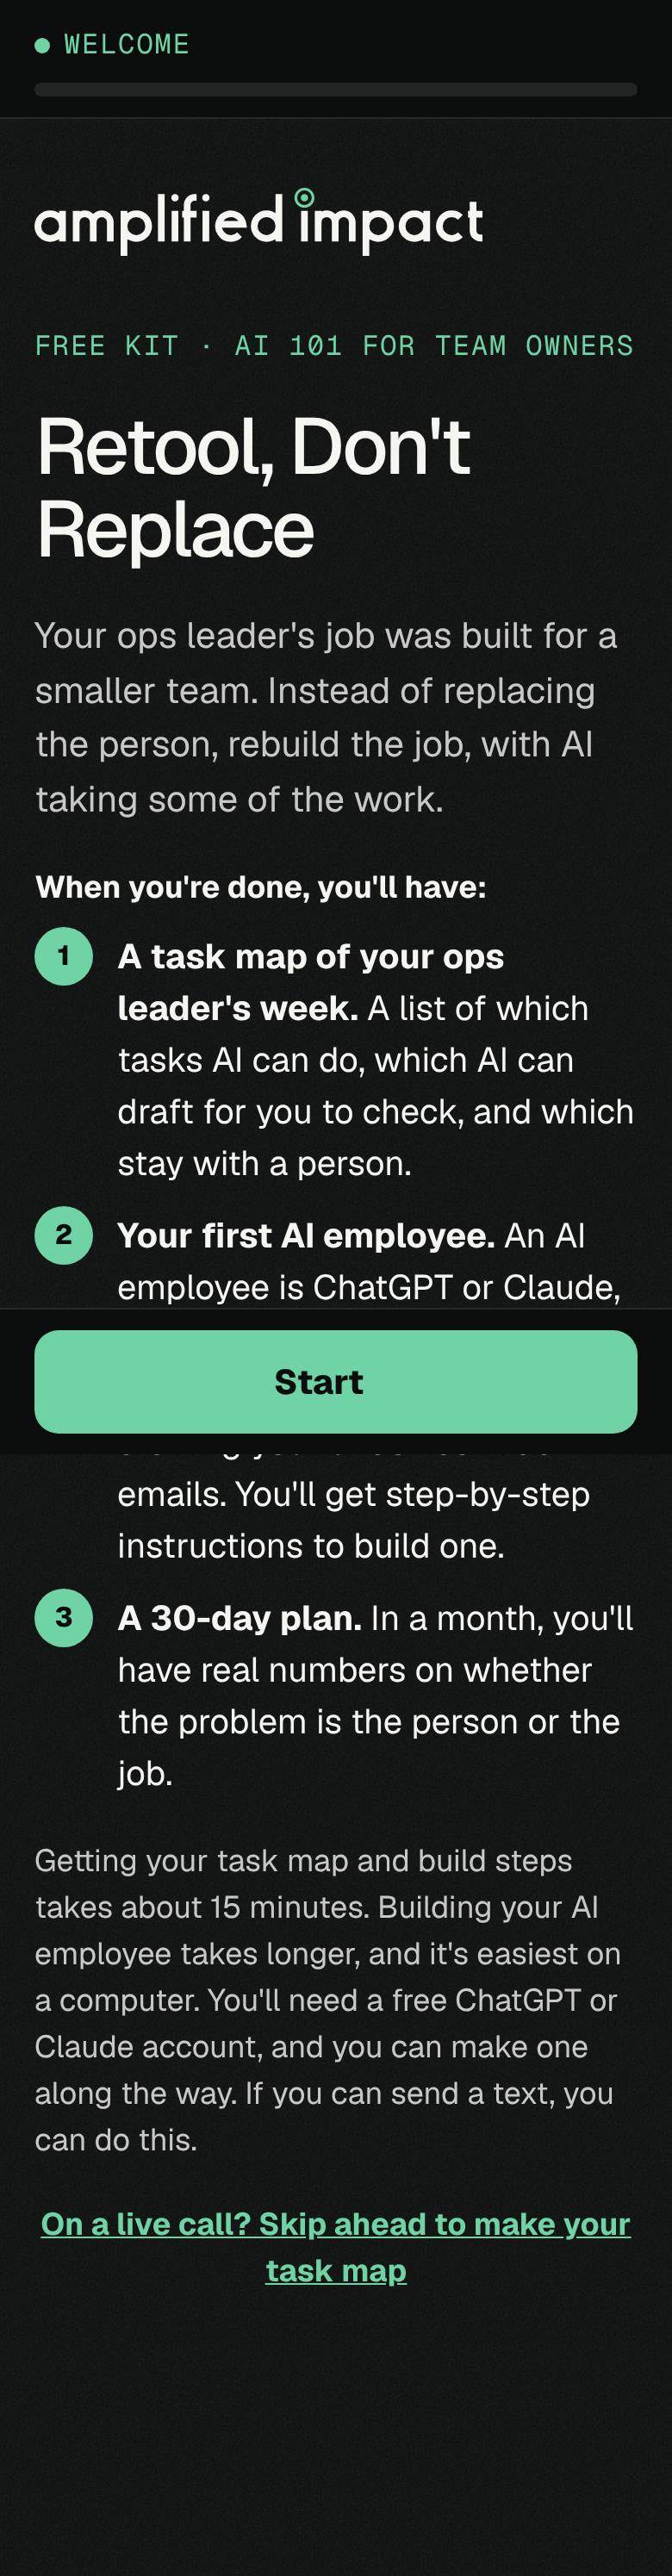 WELCOME
amplified impact
FREE KIT · AI 101 FOR TEAM OWNERS
Retool, Don't
Replace
Your ops leader's job was built for a
smaller team. Instead of replacing
the person, rebuild the job, with AI
taking some of the work.
When you're done, you'll have:
1
A task map of your ops
leader's week. A list of which
tasks AI can do, which AI can
draft for you to check, and which
stay with a person.
2
Your first AI employee. An AI
employee is ChatGPT or Claude,
Start
emails. You'll get step-by-step
instructions to build one.
3
A 30-day plan. In a month, you'll
have real numbers on whether
the problem is the person or the
job.
Getting your task map and build steps
takes about 15 minutes. Building your AI
employee takes longer, and it's easiest on
a computer. You'll need a free ChatGPT or
Claude account, and you can make one
along the way. If you can send a text, you
can do this.
On a live call? Skip ahead to make your
task map